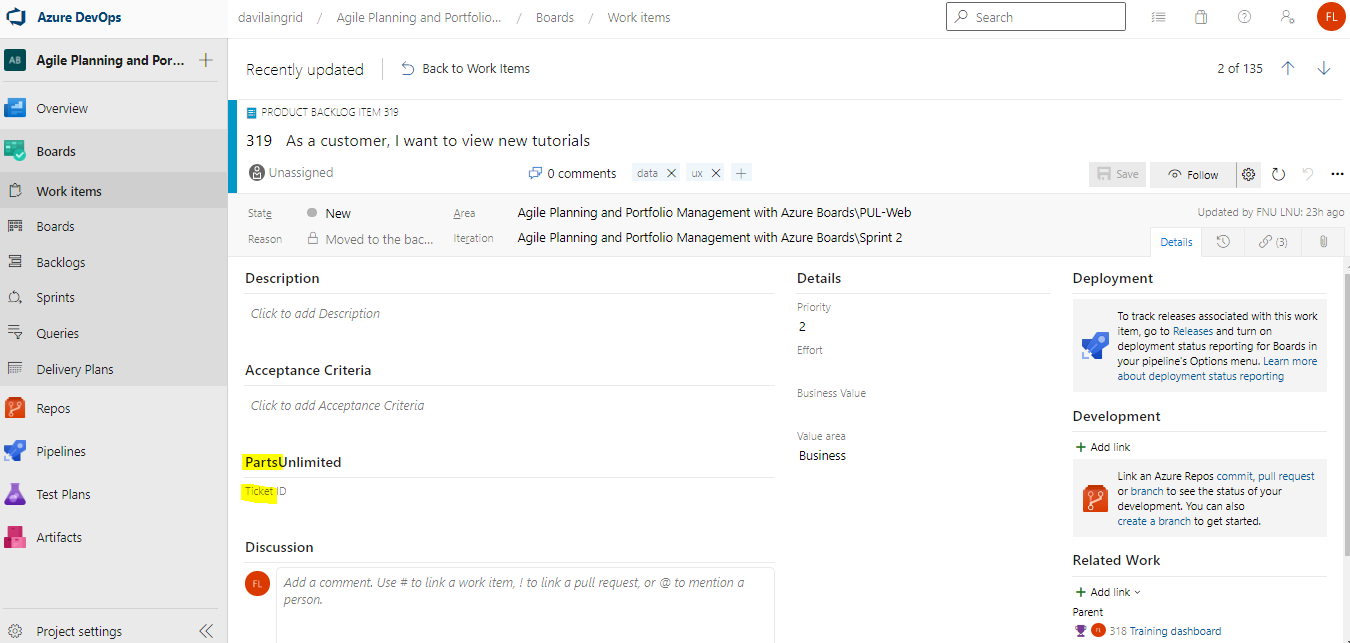 Azure DevOps
davilaingrid / Agile Planning and Portfolio... / Boards / Work items
Search
FL
AB Agile Planning and Por...
Overview
Boards
Work items
Boards
Backlogs
Sprints
Queries
Delivery Plans
Repos
Pipelines
Test Plans
Artifacts
Project settings
Recently updated
Back to Work Items
2 of 135
PRODUCT BACKLOG ITEM 319
319 As a customer, I want to view new tutorials
Unassigned
0 comments
data
ux
Save
Follow
State New
Area Agile Planning and Portfolio Management with Azure Boards\PUL-Web
Updated by FNU LNU: 23h ago
Reason Moved to the bac...
Iteration Agile Planning and Portfolio Management with Azure Boards\Sprint 2
Details
(3)
Description
Click to add Description
Acceptance Criteria
Click to add Acceptance Criteria
PartsUnlimited
Ticket ID
Discussion
FL
Add a comment. Use # to link a work item, ! to link a pull request, or @ to mention a
person.
Details
Priority
2
Effort
Business Value
Value area
Business
Deployment
To track releases associated with this work
item, go to Releases and turn on
deployment status reporting for Boards in
your pipeline's Options menu. Learn more
about deployment status reporting
Development
Add link
Link an Azure Repos commit, pull request
or branch to see the status of your
development. You can also
create a branch to get started.
Related Work
Add link
Parent
318 Training dashboard